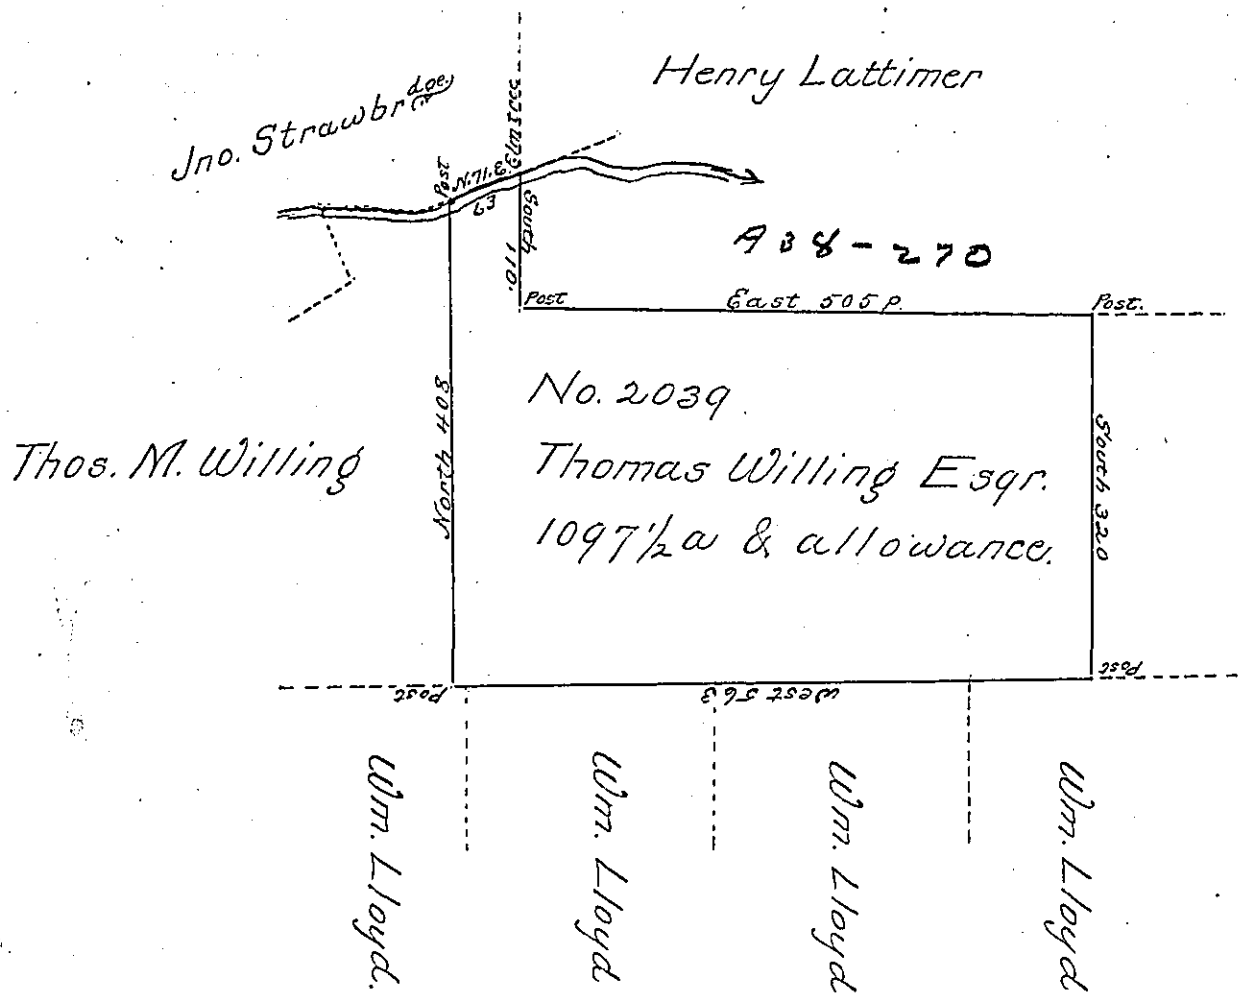 Henry Lattimer
Jno. Strawbridge
Post
N.71.E.
63
Elmtree
South
110.
A38-270
Post
East 505 p.
Post.
North 408
No. 2039
Thomas Willing Esqr.
1097½ a & allowance.
South 320
Thos. M. Willing
Post
West 563
Post
Wm. Lloyd.
Wm. Lloyd
Wm. Lloyd
Wm. Lloyd